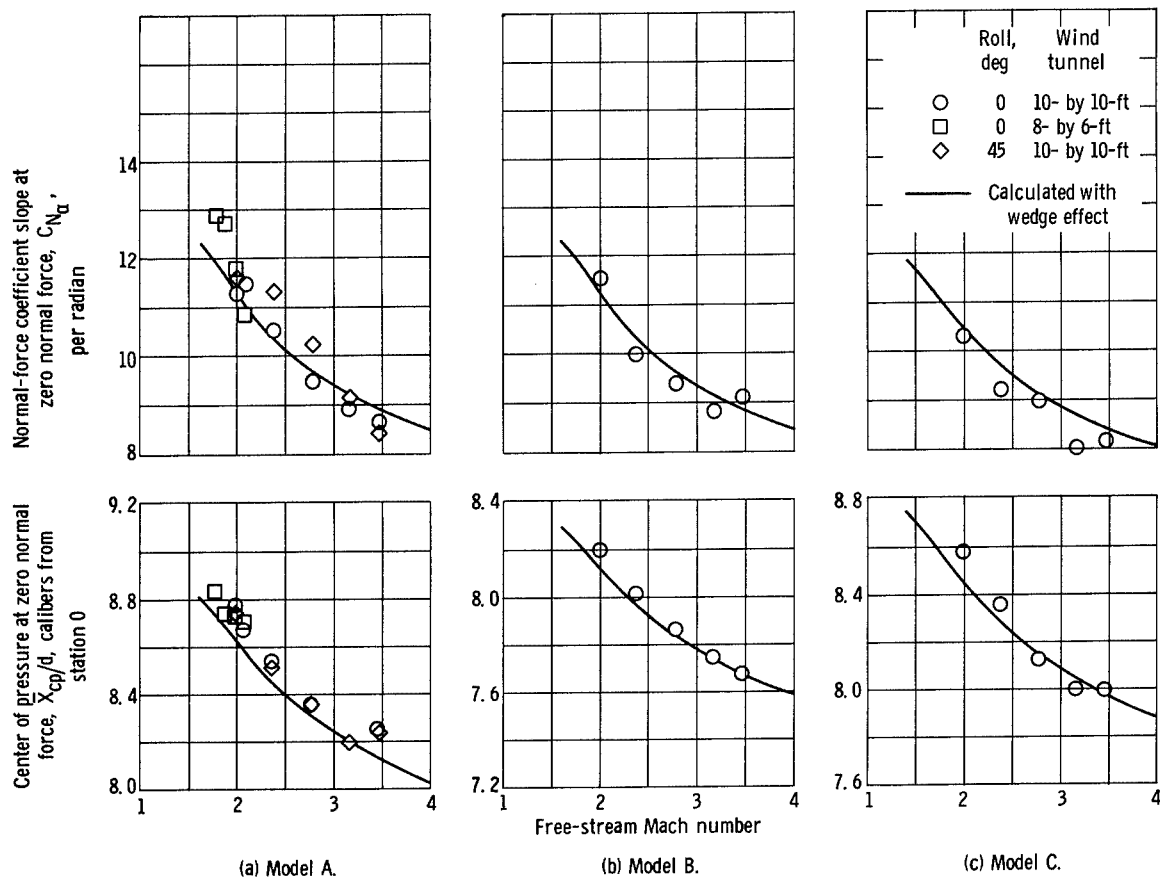 Roll, Wind
deg tunnel
0 10- by 10-ft
0 8- by 6-ft
45 10- by 10-ft
Calculated with
wedge effect
Normal-force coefficient slope at
zero normal force, C_Nα,
per radian
14
12
10
8
Center of pressure at zero normal
force, X̅cp/d, calibers from
station 0
9.2
8.8
8.4
8.0
8.4
8.0
7.6
7.2
8.8
8.4
8.0
7.6
1 2 3 4
1 2 3 4
1 2 3 4
Free-stream Mach number
(a) Model A.
(b) Model B.
(c) Model C.